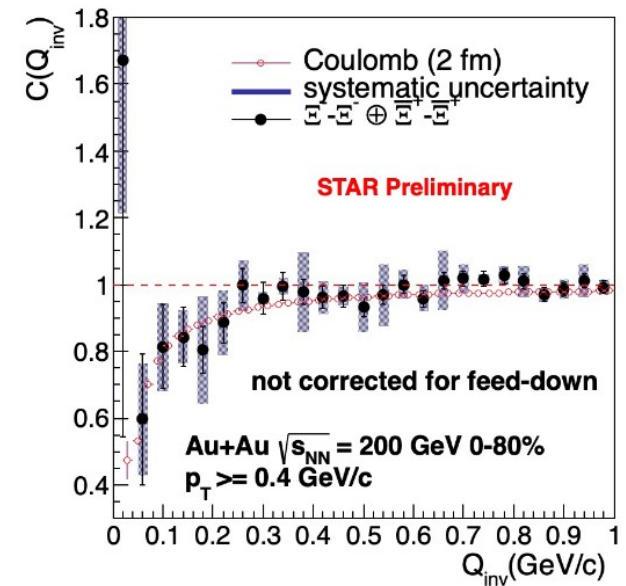 C(Q_inv)
1.8
1.6
1.4
1.2
1
0.8
0.6
0.4
Coulomb (2 fm)
systematic uncertainty
Ξ⁻-Ξ⁻ ⊕ Ξ̅⁺-Ξ̅⁺
STAR Preliminary
not corrected for feed-down
Au+Au √s_NN = 200 GeV 0-80%
p_T >= 0.4 GeV/c
0 0.1 0.2 0.3 0.4 0.5 0.6 0.7 0.8 0.9 1
Q_inv(GeV/c)